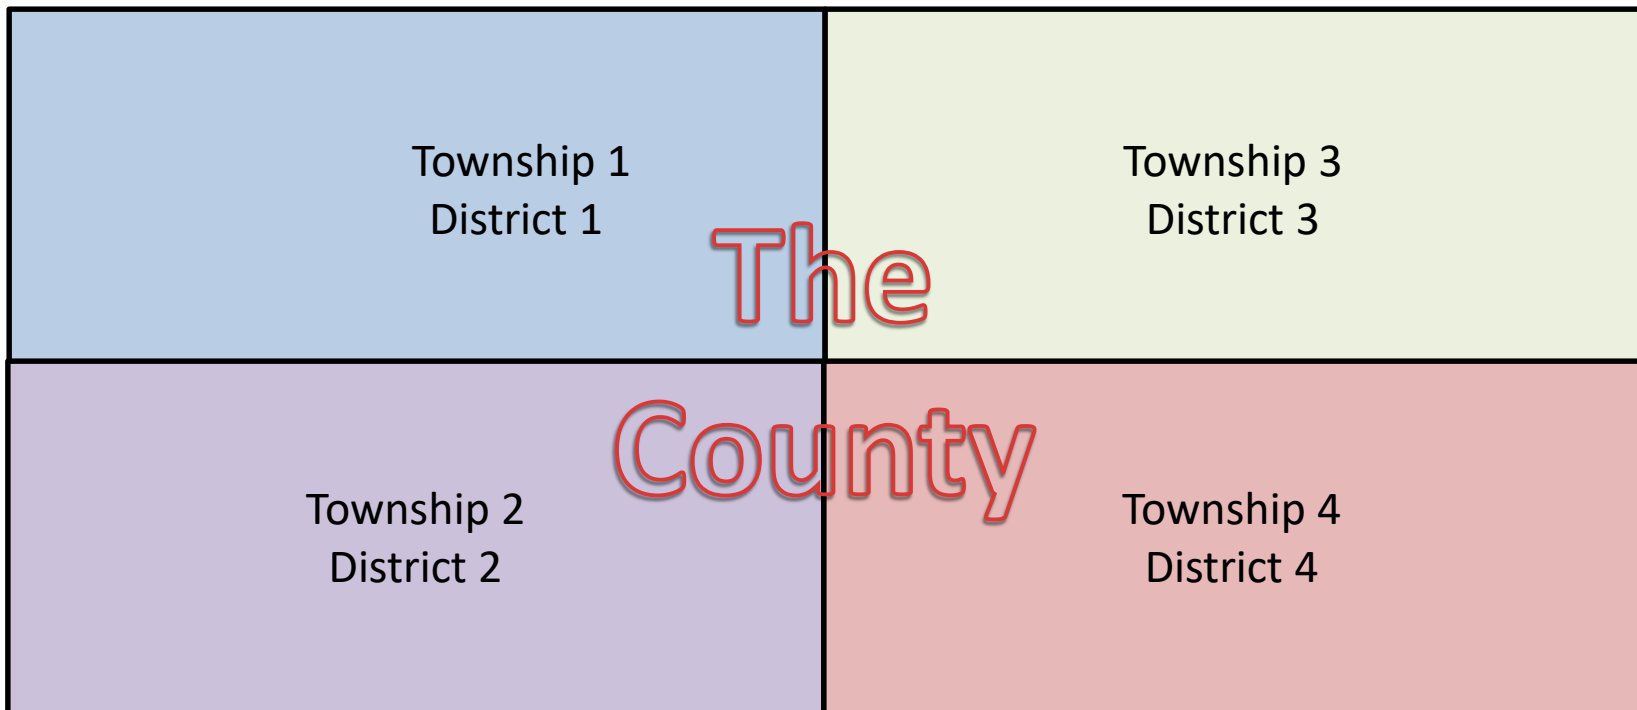 Township 1
District 1
Township 3
District 3
The
County
Township 2
District 2
Township 4
District 4